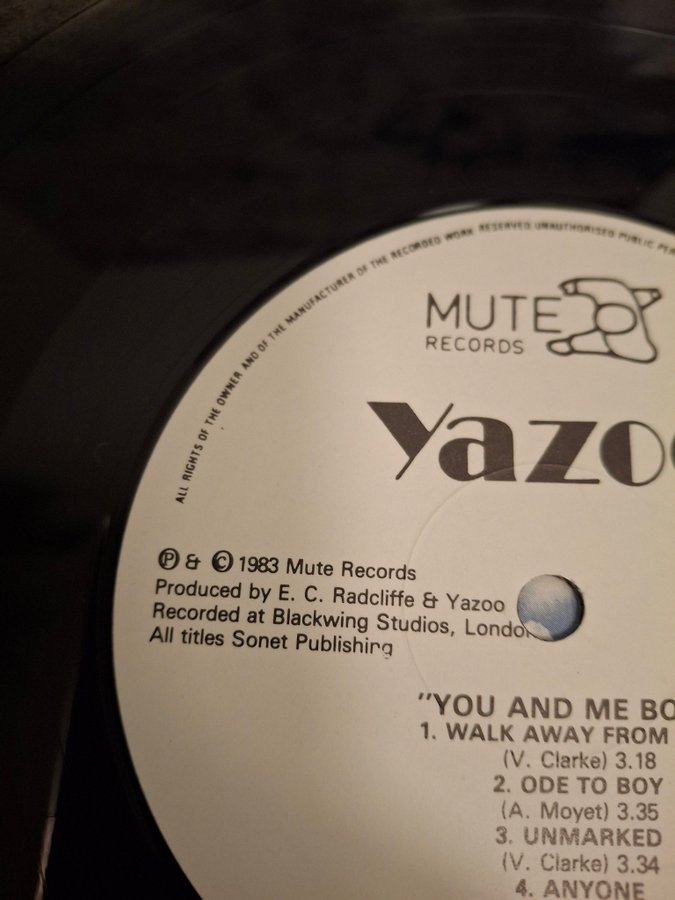 ALL RIGHTS OF THE OWNER AND OF THE MANUFACTURER OF THE RECORDED WORK RESERVED UNAUTHORISED PUBLIC PE
MUTE
RECORDS
Yazoo
Ⓟ & © 1983 Mute Records
Produced by E. C. Radcliffe & Yazoo
Recorded at Blackwing Studios, London
All titles Sonet Publishing
"YOU AND ME BO
1. WALK AWAY FROM
(V. Clarke) 3.18
2. ODE TO BOY
(A. Moyet) 3.35
3. UNMARKED
(V. Clarke) 3.34
4. ANYONE